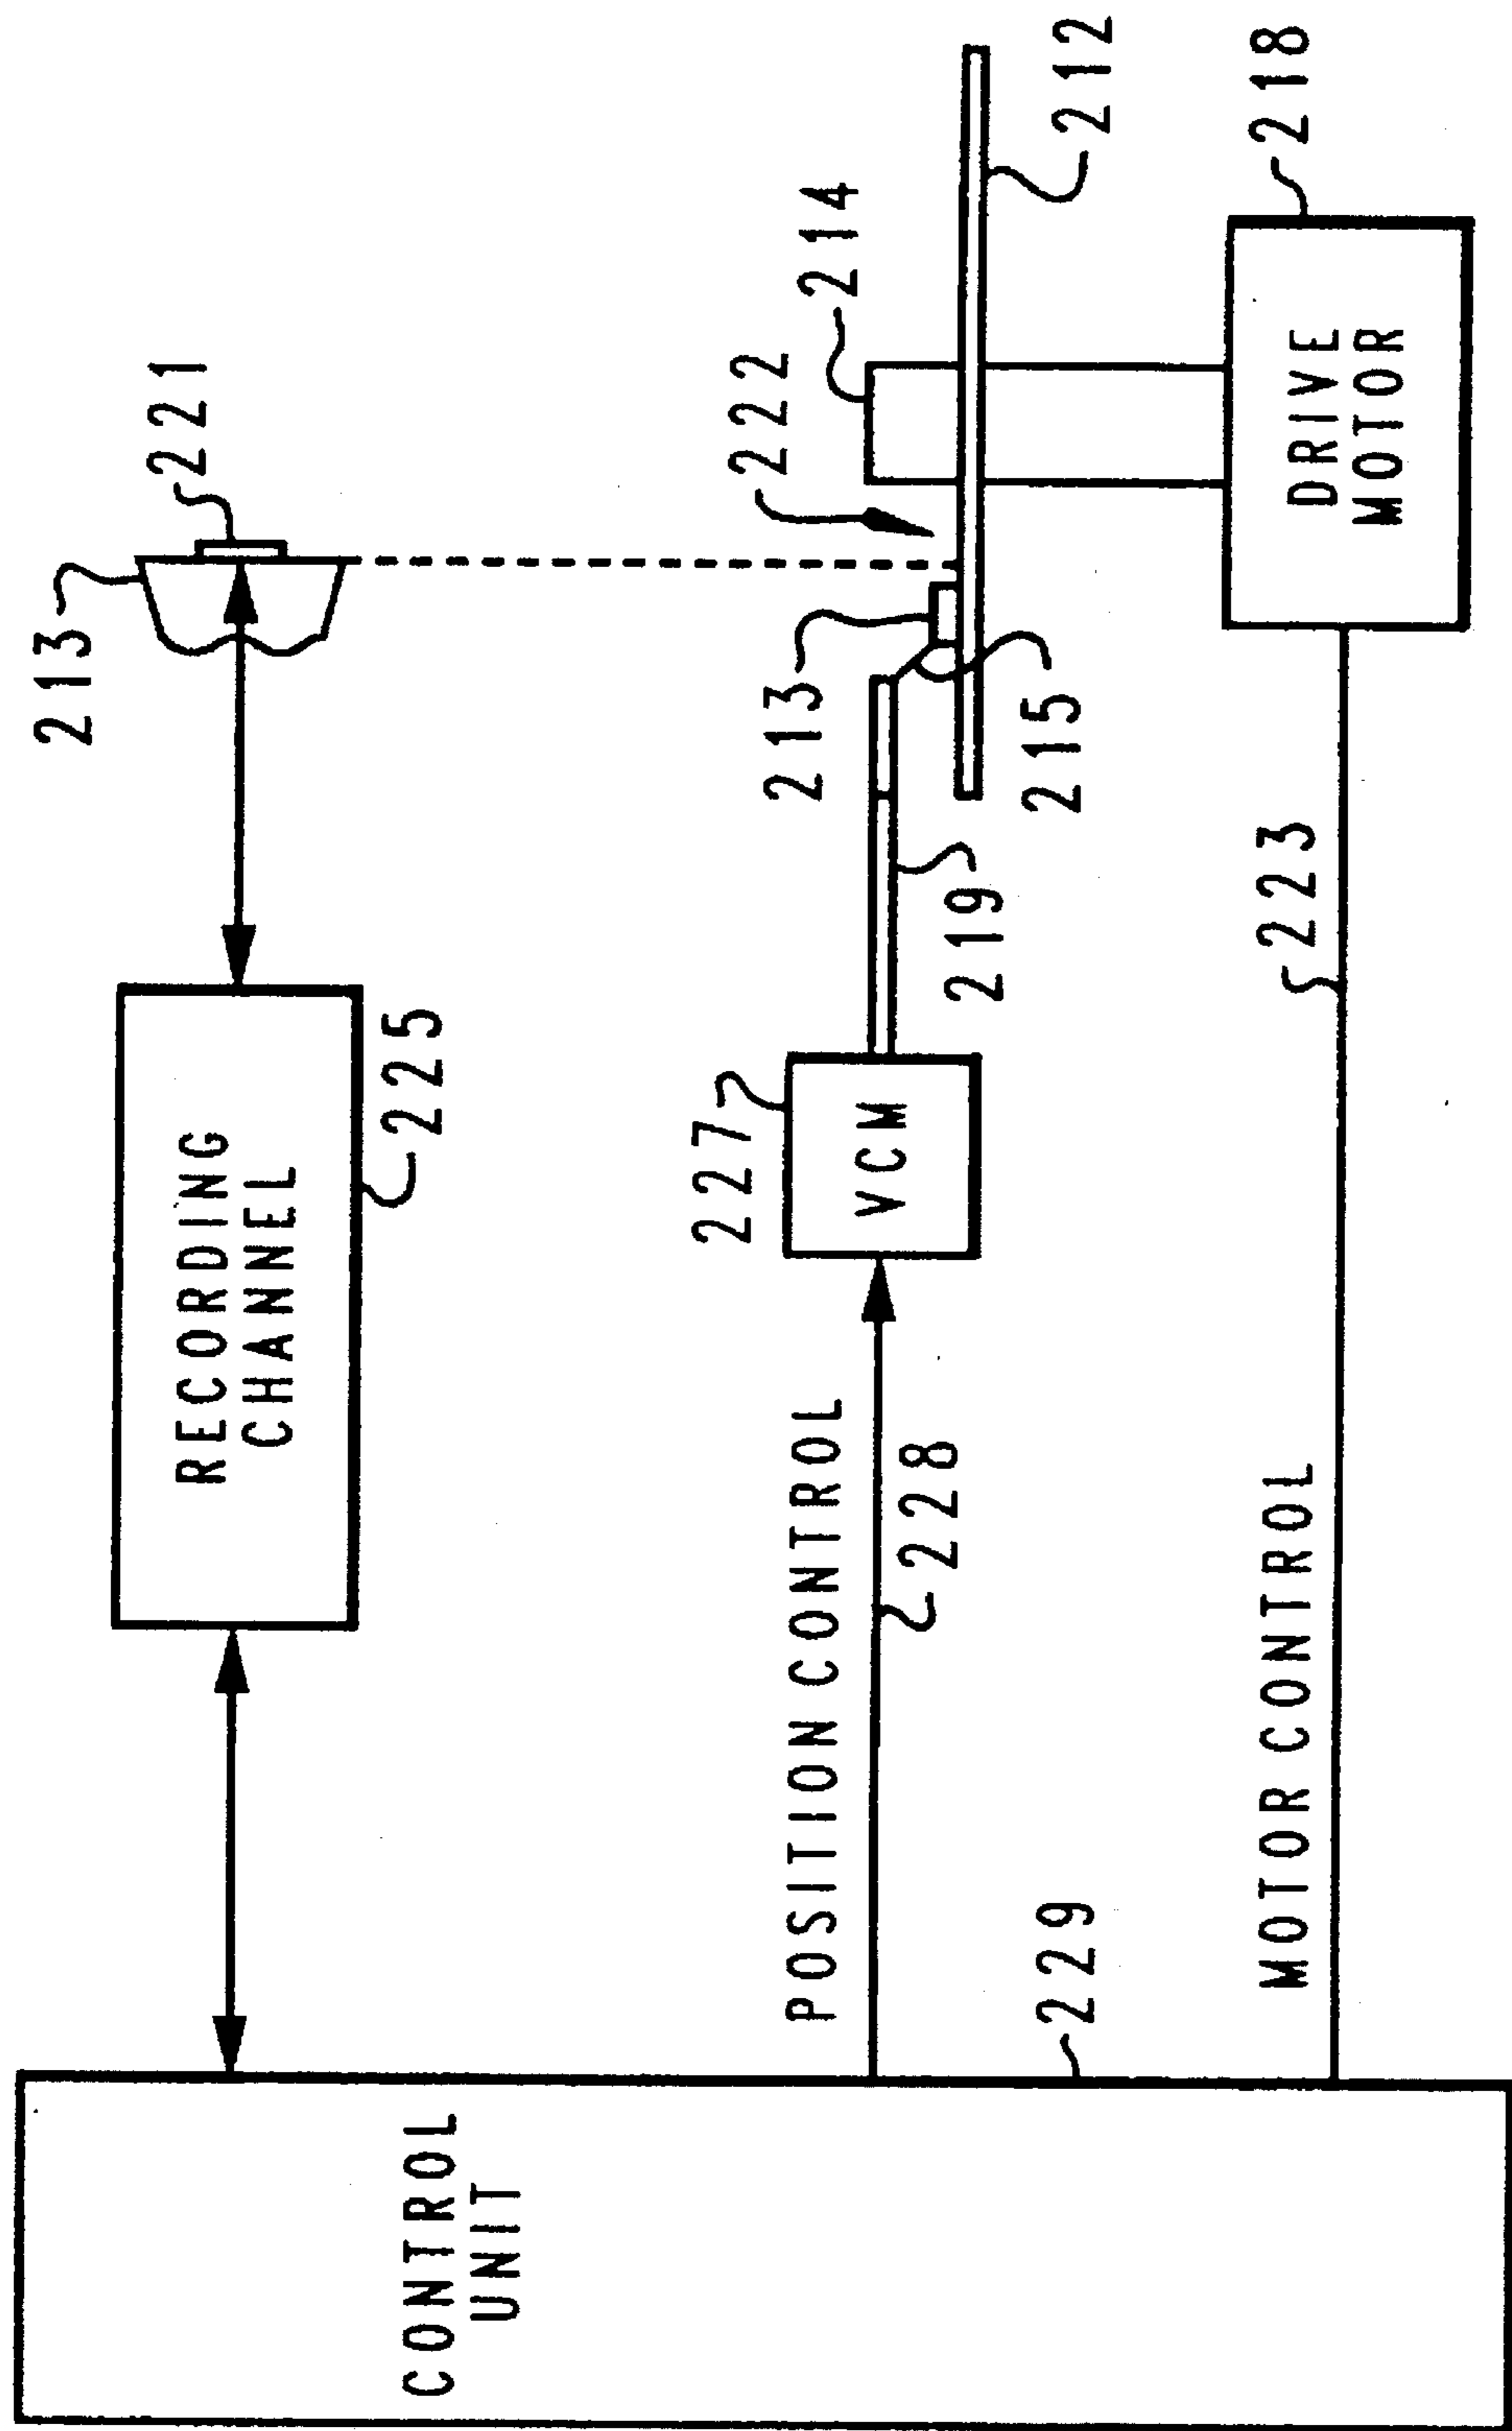 213
221
RECORDING
CHANNEL
225
222
214
212
213
215
227
VCM
219
POSITION CONTROL
228
CONTROL
UNIT
229
223
218
DRIVE
MOTOR
MOTOR CONTROL